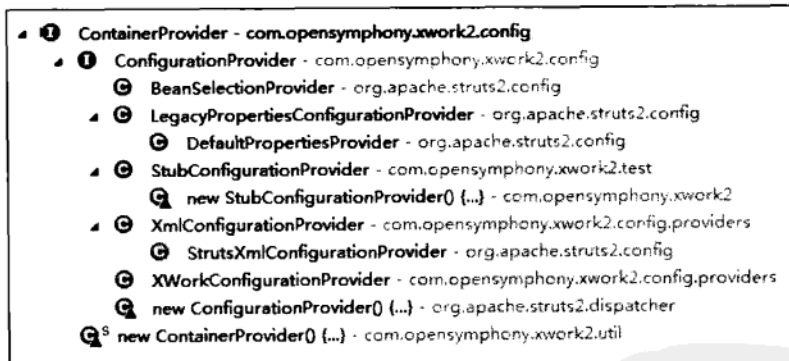 ContainerProvider - com.opensymphony.xwork2.config
ConfigurationProvider - com.opensymphony.xwork2.config
BeanSelectionProvider - org.apache.struts2.config
LegacyPropertiesConfigurationProvider - org.apache.struts2.config
DefaultPropertiesProvider - org.apache.struts2.config
StubConfigurationProvider - com.opensymphony.xwork2.test
new StubConfigurationProvider() {...} - com.opensymphony.xwork2
XmlConfigurationProvider - com.opensymphony.xwork2.config.providers
StrutsXmlConfigurationProvider - org.apache.struts2.config
XWorkConfigurationProvider - com.opensymphony.xwork2.config.providers
new ConfigurationProvider() {...} - org.apache.struts2.dispatcher
S new ContainerProvider() {...} - com.opensymphony.xwork2.util